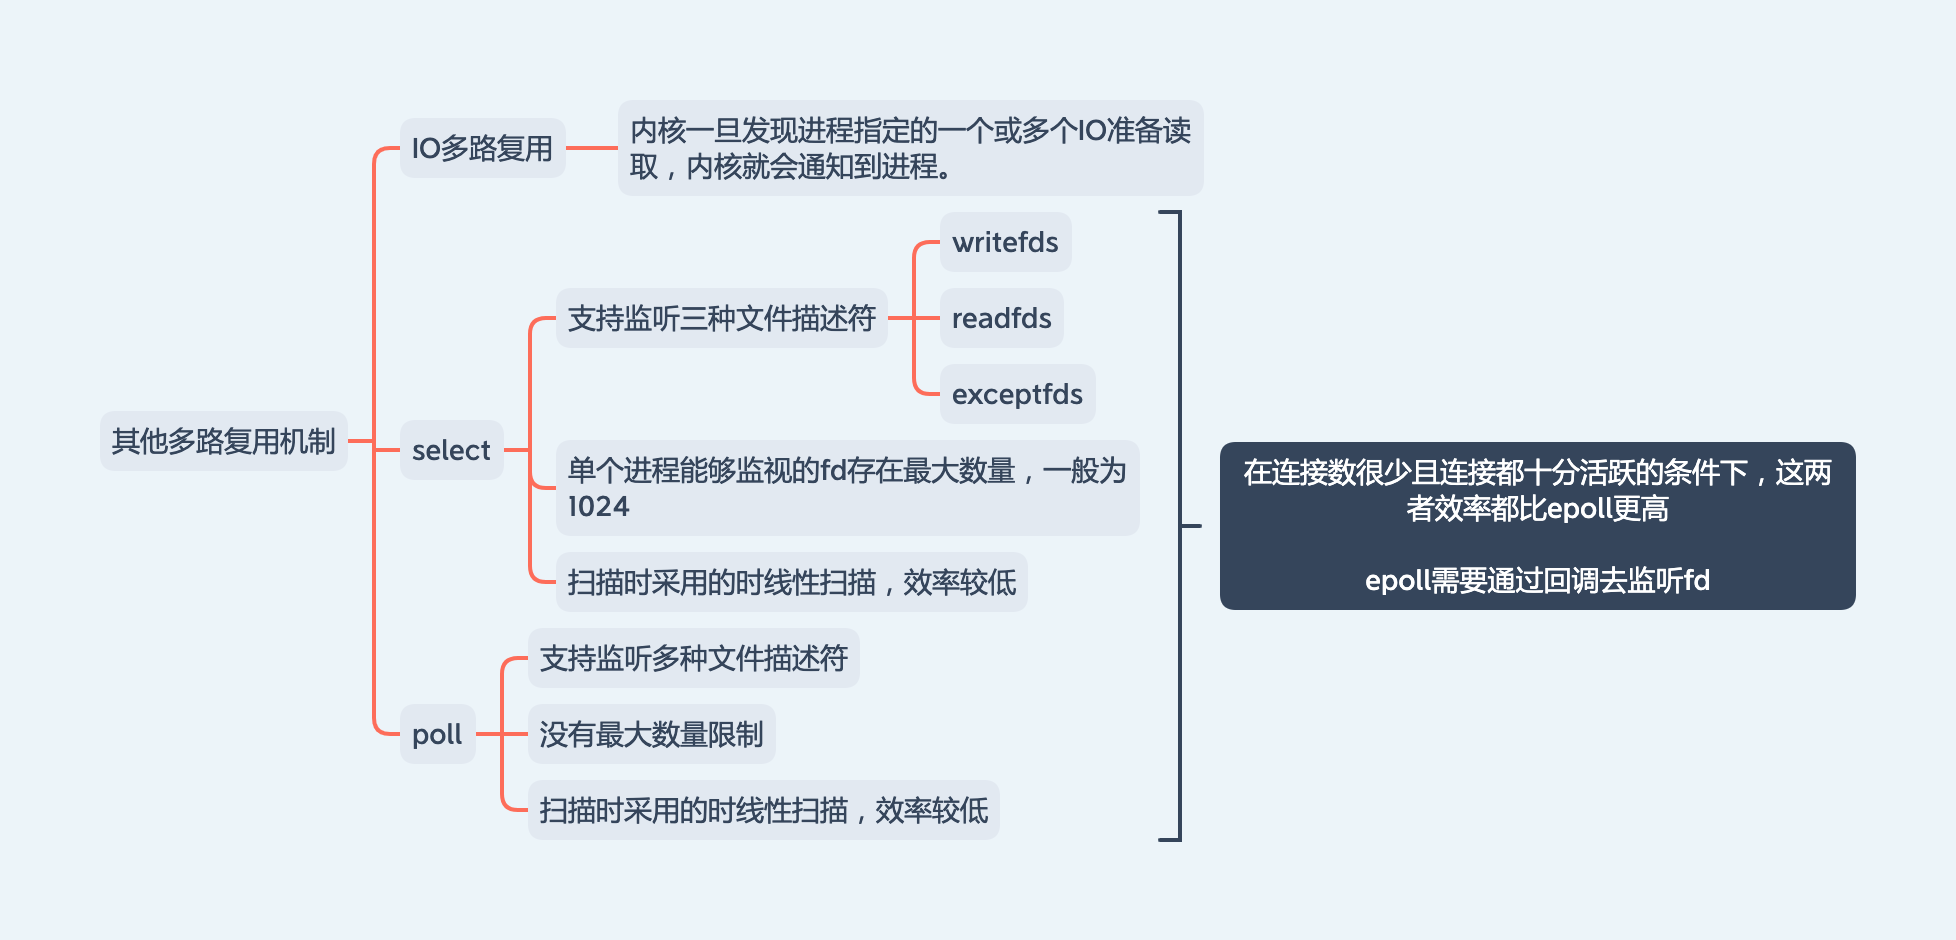 其他多路复用机制
IO多路复用
内核一旦发现进程指定的一个或多个IO准备读
取，内核就会通知到进程。
select
支持监听三种文件描述符
writefds
readfds
exceptfds
单个进程能够监视的fd存在最大数量，一般为
1024
扫描时采用的时线性扫描，效率较低
poll
支持监听多种文件描述符
没有最大数量限制
扫描时采用的时线性扫描，效率较低
在连接数很少且连接都十分活跃的条件下，这两
者效率都比epoll更高
epoll需要通过回调去监听fd